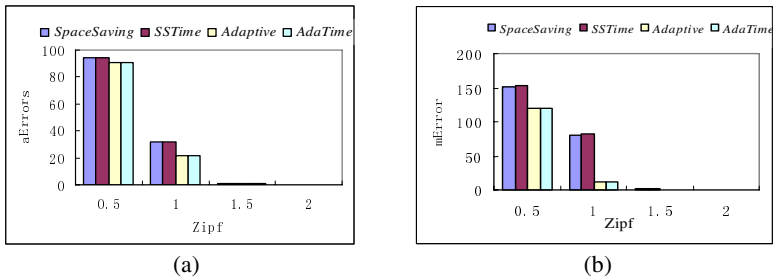 SpaceSaving SSTime Adaptive AdaTime
100
80
60
40
20
0
aErrors
0.5 1 1.5 2
Zipf
(a)
SpaceSaving SSTime Adaptive AdaTime
200
150
100
50
0
mError
0.5 1 1.5 2
Zipf
(b)